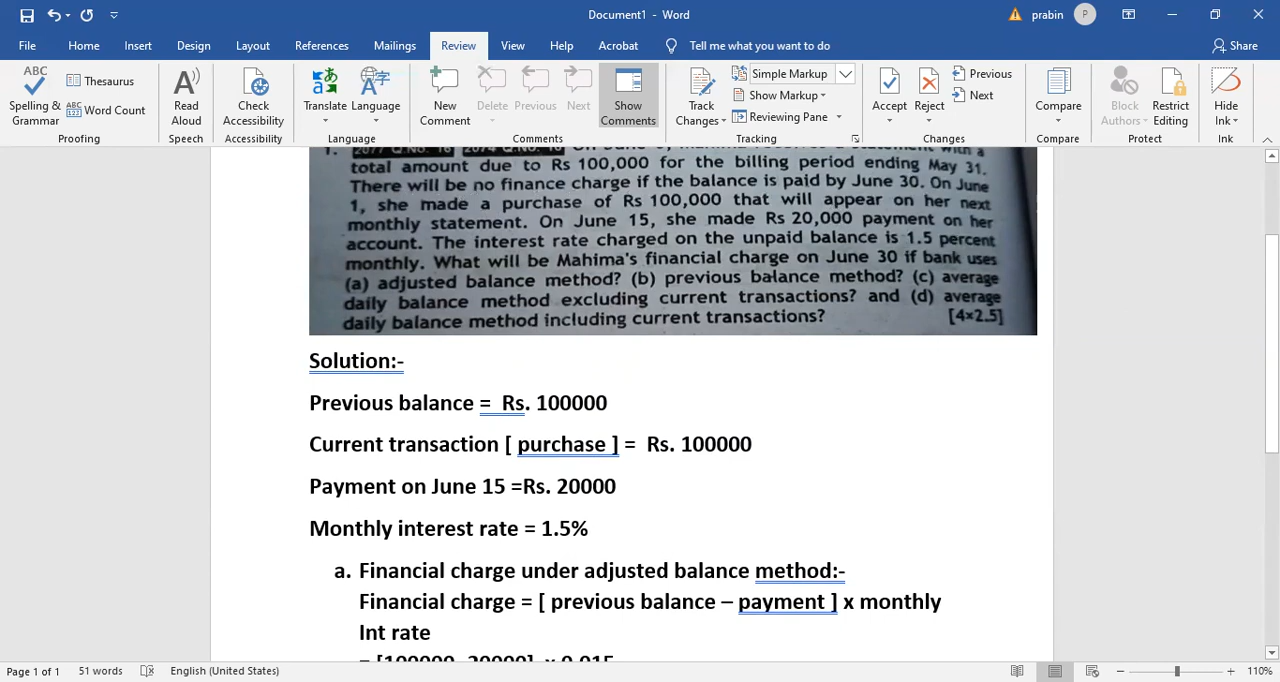 Document1 - Word
prabin P
File Home Insert Design Layout References Mailings Review View Help Acrobat Tell me what you want to do Share
ABC Spelling & Grammar
Thesaurus
ABC 123 Word Count
Proofing
Read Aloud
Speech
Check Accessibility
Accessibility
Translate Language
Language
New Comment Delete Previous Next Show Comments
Comments
Track Changes
Simple Markup
Show Markup
Reviewing Pane
Tracking
Accept Reject
Previous
Next
Changes
Compare
Compare
Block Authors Restrict Editing
Protect
Hide Ink
Ink
total amount due to Rs 100,000 for the billing period ending May 31.
There will be no finance charge if the balance is paid by June 30. On June
1, she made a purchase of Rs 100,000 that will appear on her next
monthly statement. On June 15, she made Rs 20,000 payment on her
account. The interest rate charged on the unpaid balance is 1.5 percent
monthly. What will be Mahima's financial charge on June 30 if bank uses
(a) adjusted balance method? (b) previous balance method? (c) average
daily balance method excluding current transactions? and (d) average
daily balance method including current transactions? [4×2.5]
Solution:-
Previous balance = Rs. 100000
Current transaction [ purchase ] = Rs. 100000
Payment on June 15 =Rs. 20000
Monthly interest rate = 1.5%
a. Financial charge under adjusted balance method:-
Financial charge = [ previous balance – payment ] x monthly
Int rate
Page 1 of 1 51 words English (United States) 110%